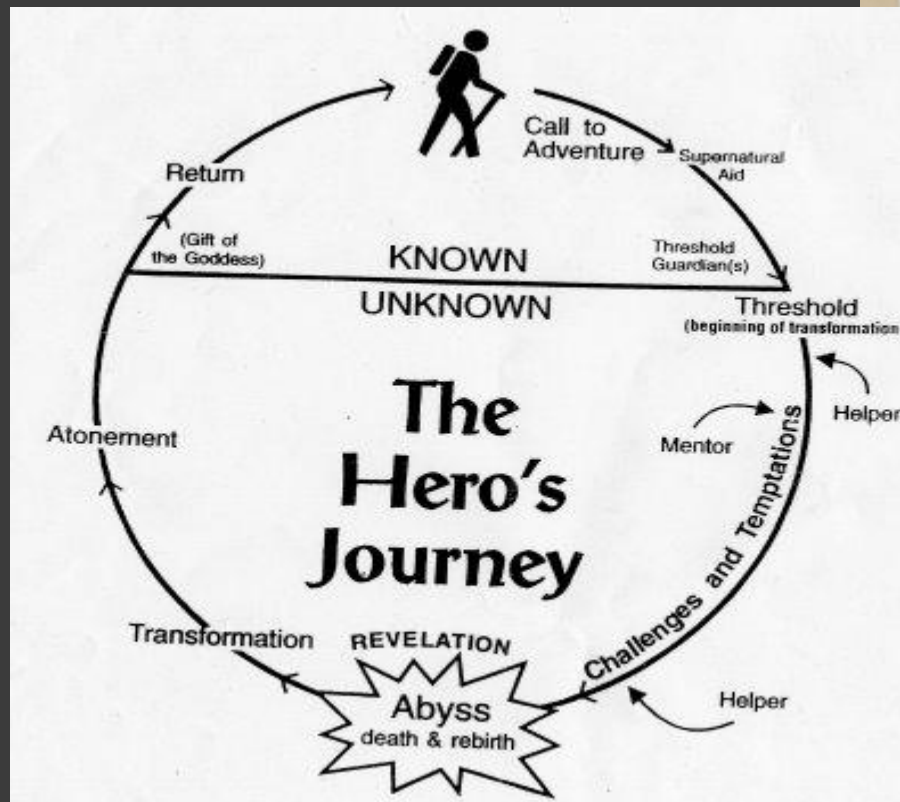 Call to
Adventure
Supernatural
Aid
Return
(Gift of
the Goddess)
KNOWN
Threshold
Guardian(s)
UNKNOWN
Threshold
(beginning of transformation
The
Hero's
Journey
Helper
Mentor
Challenges and Temptations
Atonement
Transformation
REVELATION
Abyss
death & rebirth
Helper